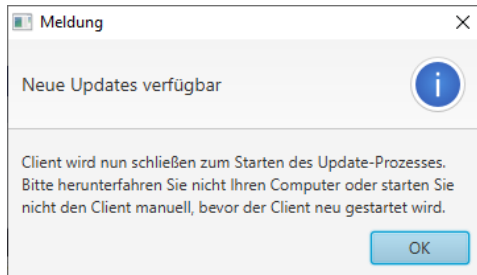 Meldung
Neue Updates verfügbar
Client wird nun schließen zum Starten des Update-Prozesses.
Bitte herunterfahren Sie nicht Ihren Computer oder starten Sie
nicht den Client manuell, bevor der Client neu gestartet wird.
OK